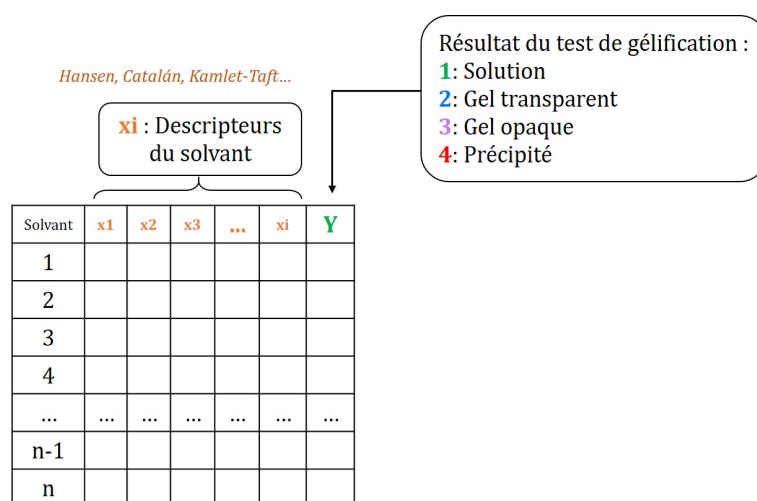 Hansen, Catalán, Kamlet-Taft...
xi : Descripteurs
du solvant
Résultat du test de gélification :
1: Solution
2: Gel transparent
3: Gel opaque
4: Précipité
Solvant x1 x2 x3 ... xi Y
1
2
3
4
... ... ... ... ... ... ...
n-1
n